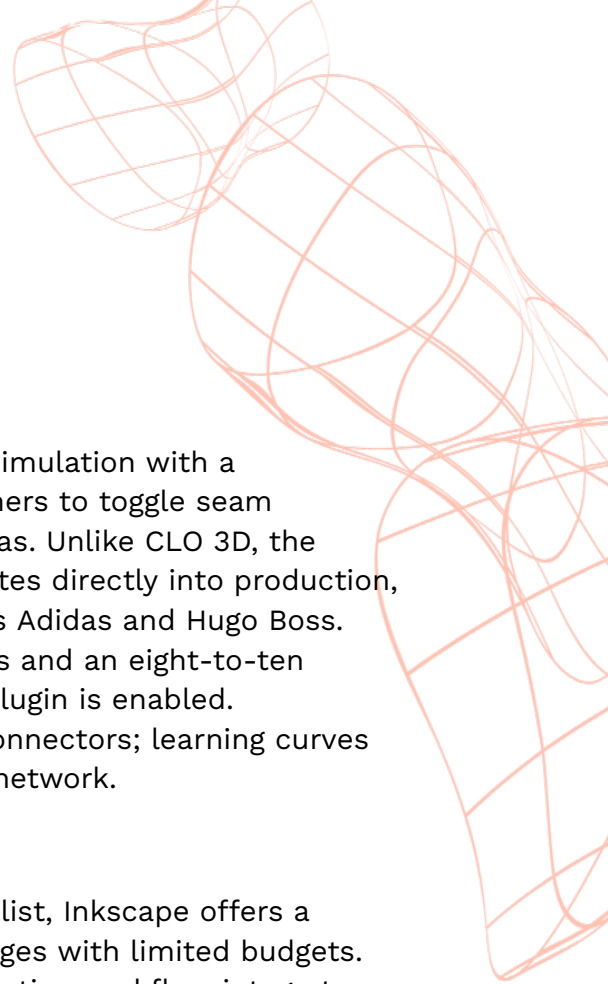 imulation with a
ners to toggle seam
as. Unlike CLO 3D, the
tes directly into production,
s Adidas and Hugo Boss.
s and an eight-to-ten
lugin is enabled.
onnectors; learning curves
network.
list, Inkscape offers a
ges with limited budgets.